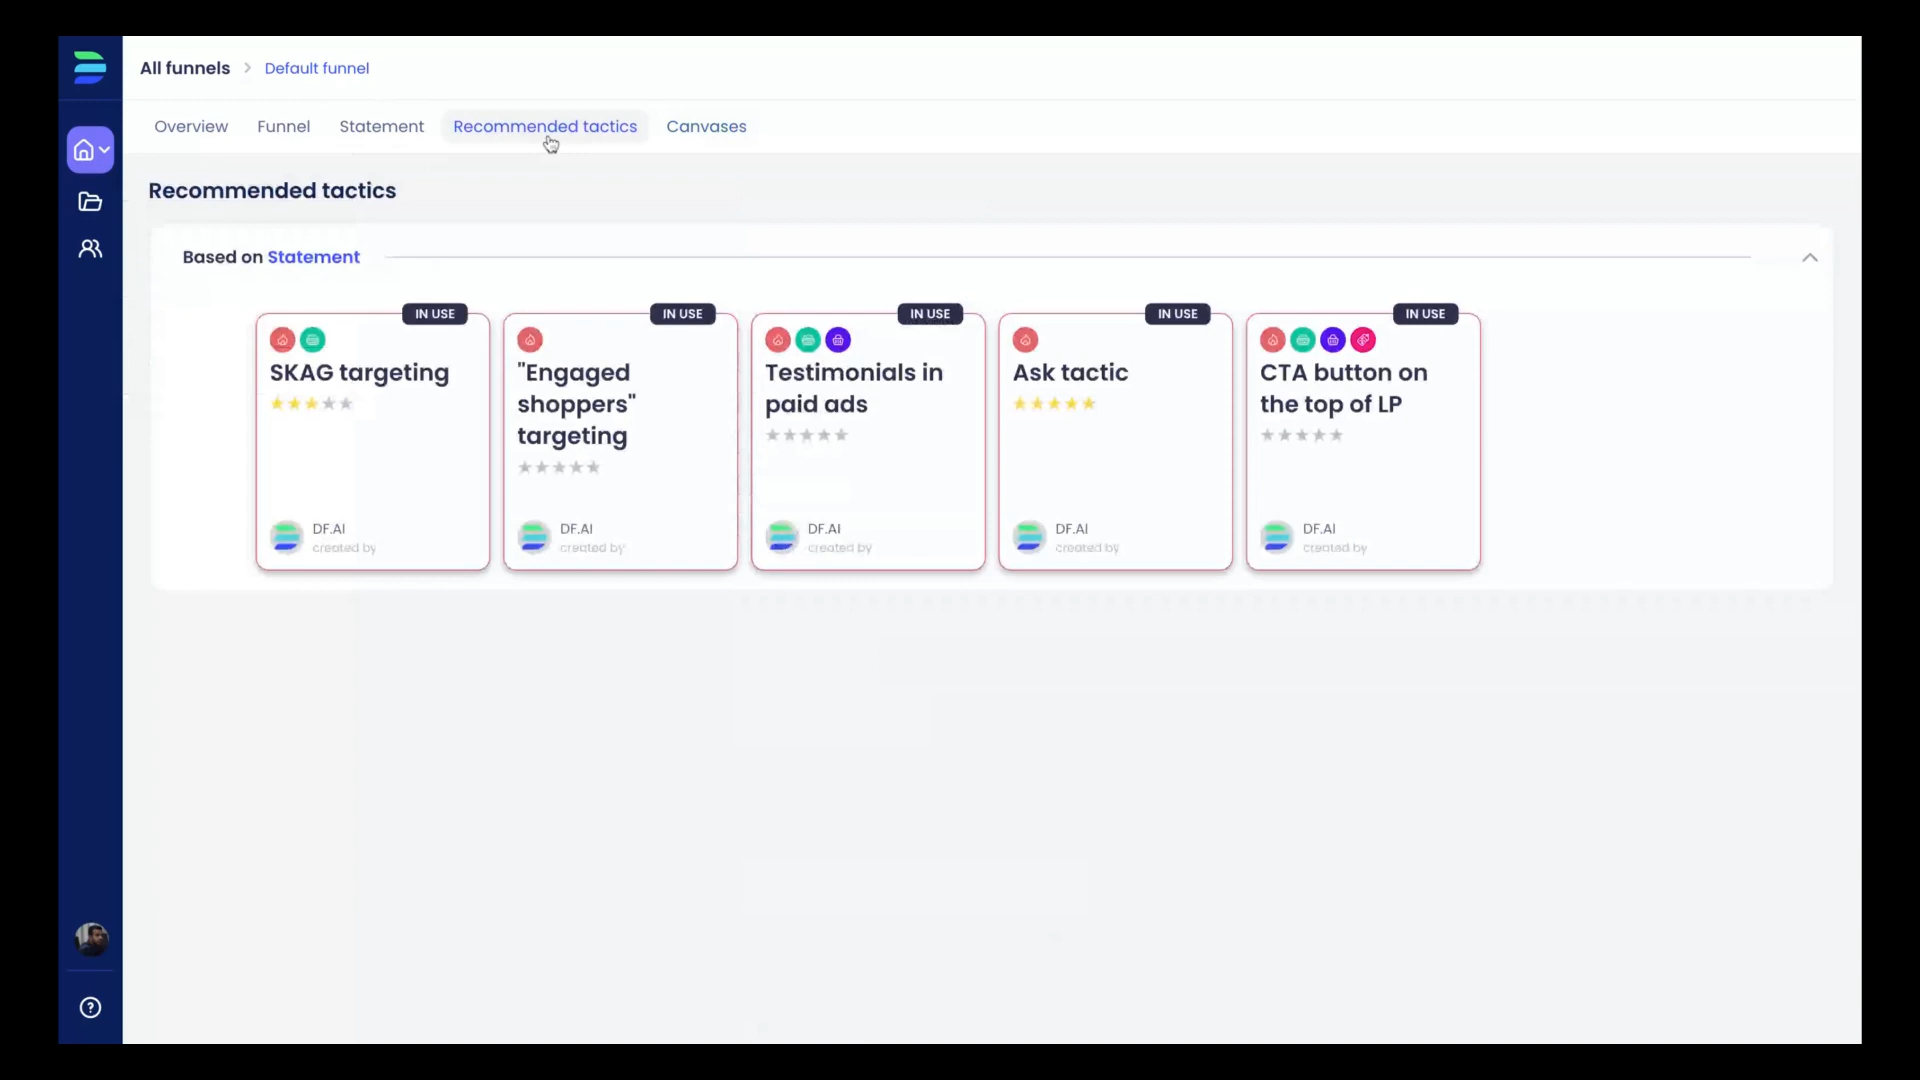 All funnels > Default funnel
Overview Funnel Statement Recommended tactics Canvases
Recommended tactics
Based on Statement
IN USE
SKAG targeting
DF.AI
created by
IN USE
"Engaged
shoppers"
targeting
DF.AI
created by
IN USE
Testimonials in
paid ads
DF.AI
created by
IN USE
Ask tactic
DF.AI
created by
IN USE
CTA button on
the top of LP
DF.AI
created by